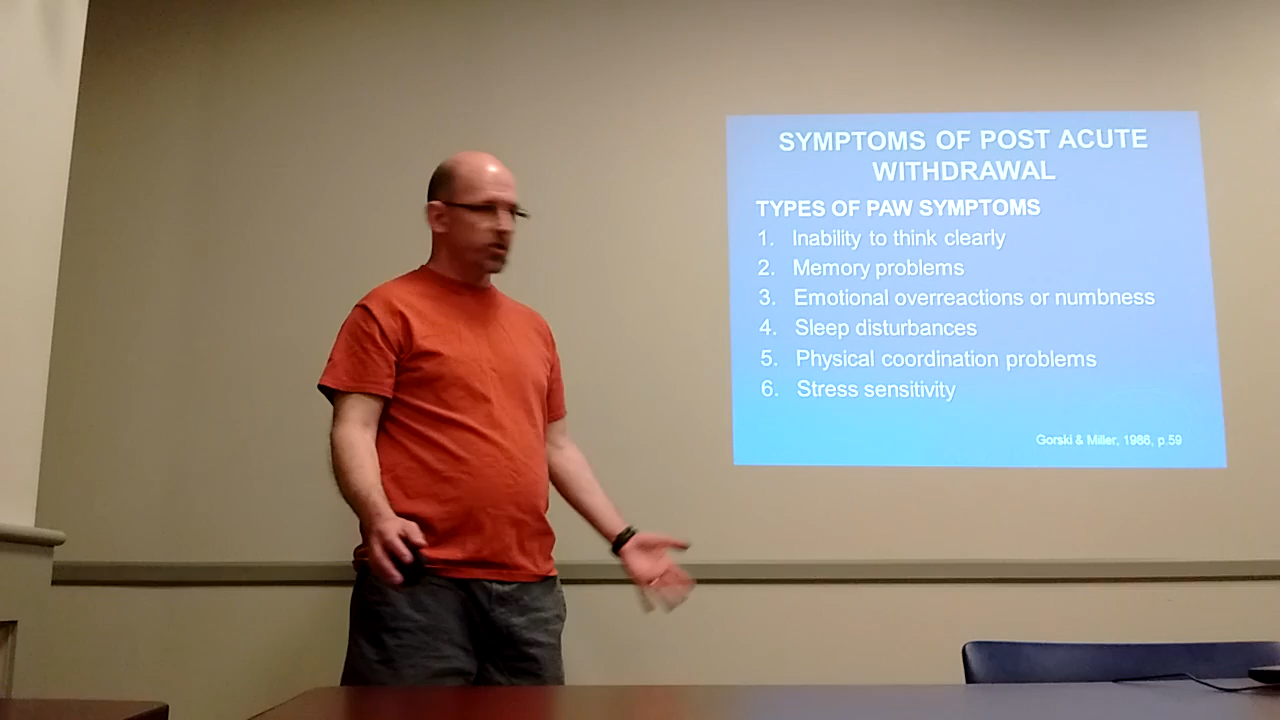 SYMPTOMS OF POST ACUTE
WITHDRAWAL
TYPES OF PAW SYMPTOMS
1. Inability to think clearly
2. Memory problems
3. Emotional overreactions or numbness
4. Sleep disturbances
5. Physical coordination problems
6. Stress sensitivity
Gorski & Miller, 1986, p.59